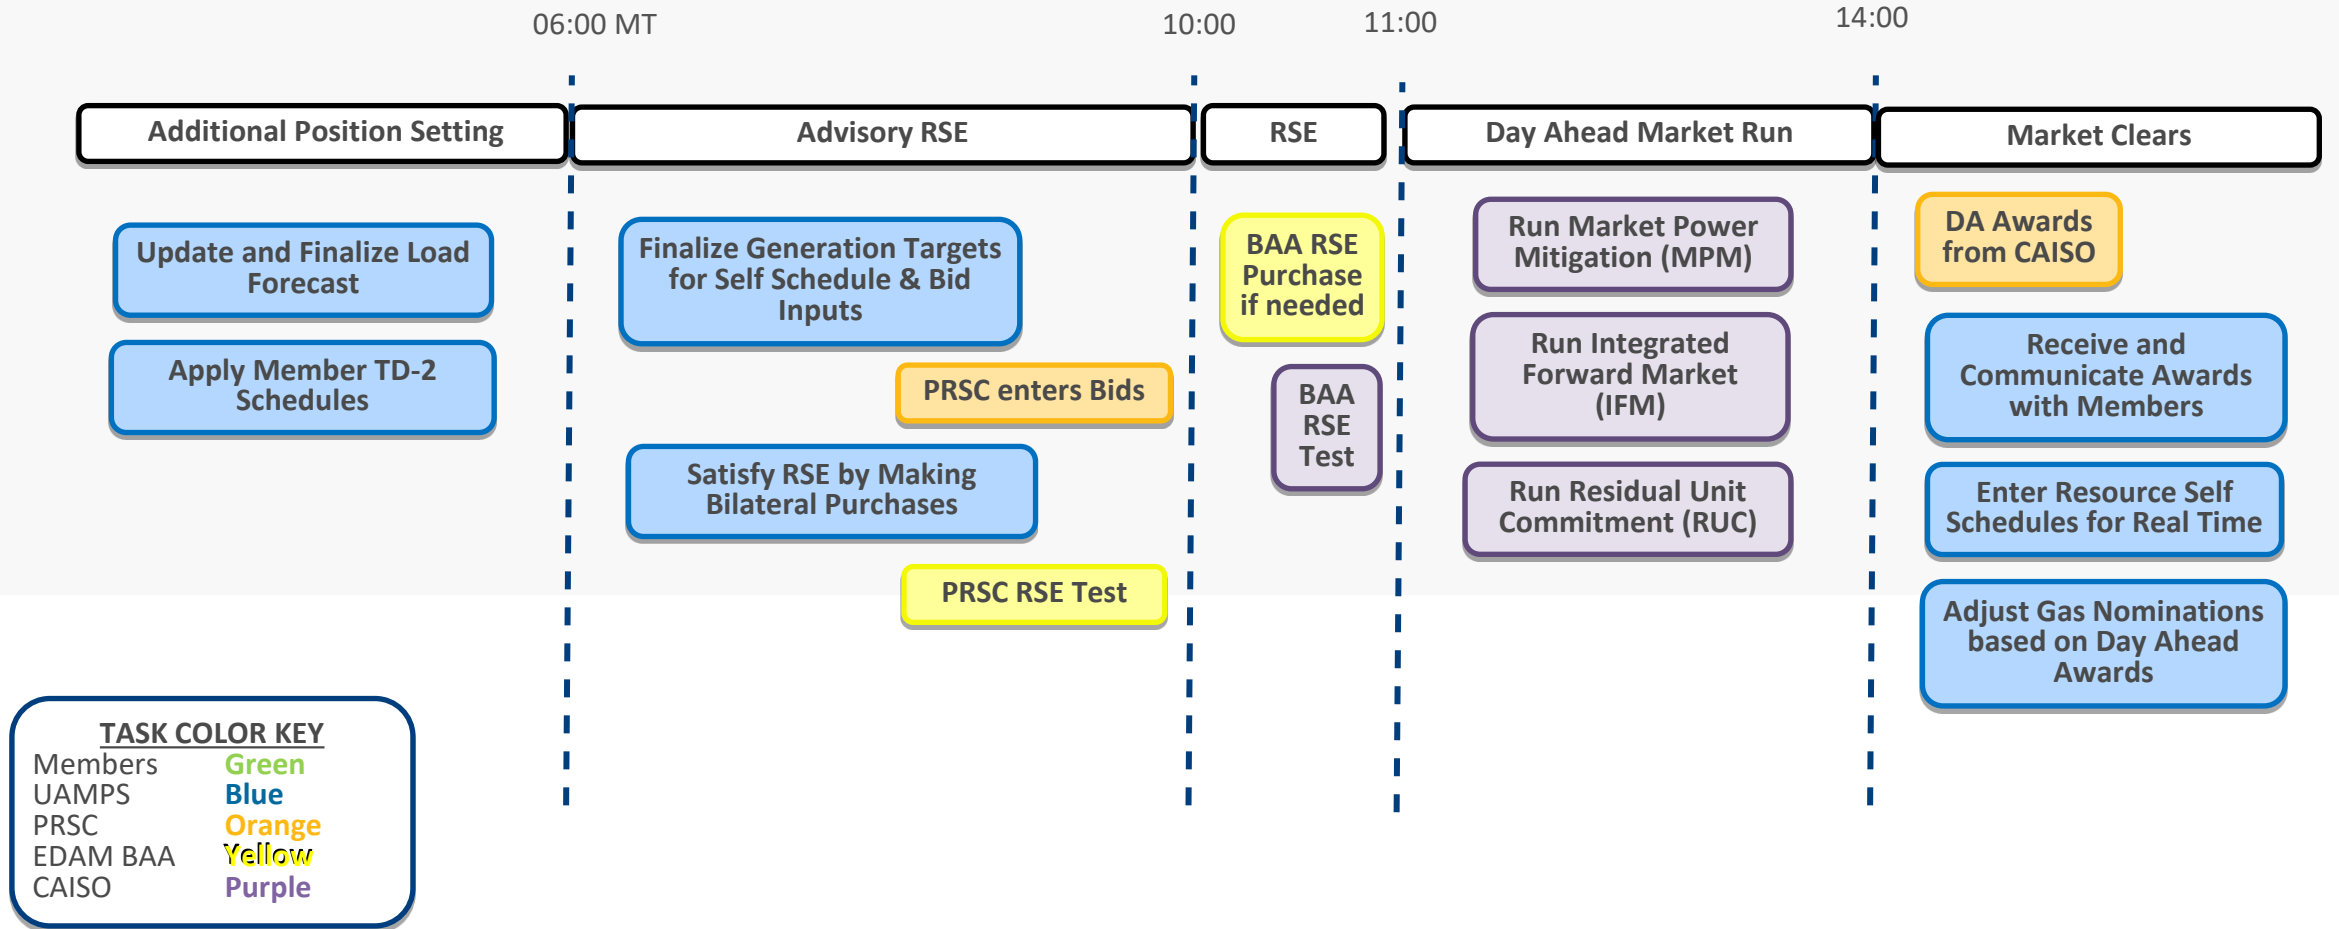 06:00 MT
10:00
11:00
14:00
Additional Position Setting
Advisory RSE
RSE
Day Ahead Market Run
Market Clears
Update and Finalize Load
Forecast
Apply Member TD-2
Schedules
Finalize Generation Targets
for Self Schedule & Bid
Inputs
PRSC enters Bids
Satisfy RSE by Making
Bilateral Purchases
PRSC RSE Test
BAA RSE
Purchase
if needed
BAA
RSE
Test
Run Market Power
Mitigation (MPM)
Run Integrated
Forward Market
(IFM)
Run Residual Unit
Commitment (RUC)
DA Awards
from CAISO
Receive and
Communicate Awards
with Members
Enter Resource Self
Schedules for Real Time
Adjust Gas Nominations
based on Day Ahead
Awards
TASK COLOR KEY
Members Green
UAMPS Blue
PRSC Orange
EDAM BAA Yellow
CAISO Purple